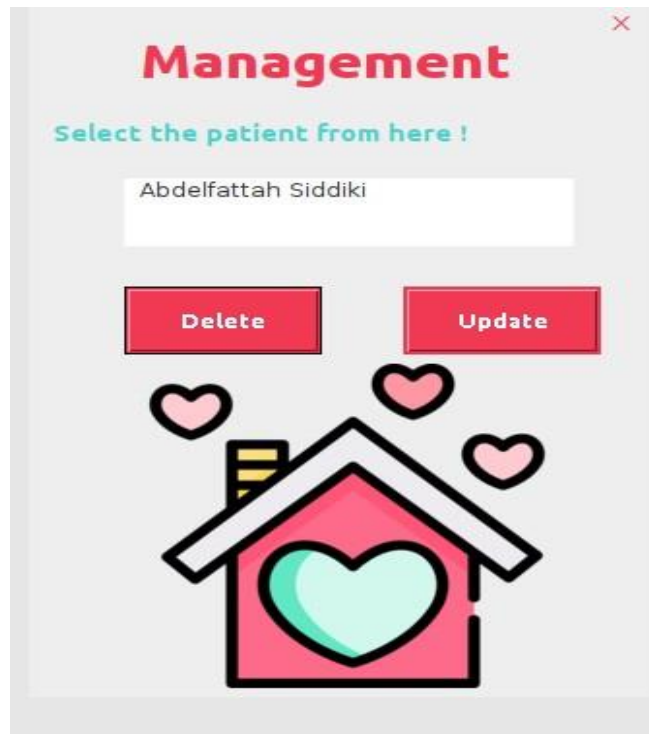 ×
Management
Select the patient from here !
Abdelfattah Siddiki
Delete
Update